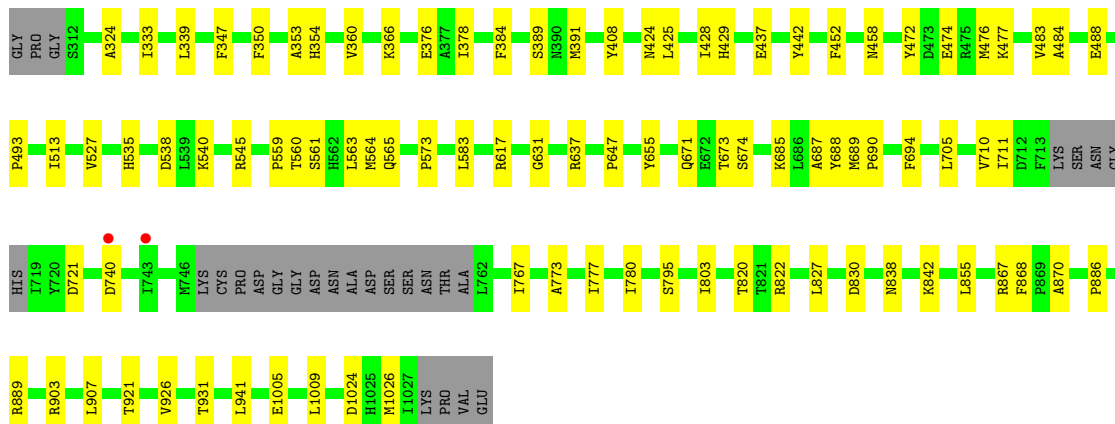 GLY PRO GLY S312 A324 I333 L339 F347 F350 A353 H354 V360 K366 E376 A377 I378 F384 S389 N390 M391 Y408 N424 L425 I428 H429 E437 Y442 F452 N458 Y472 D473 E474 R475 M476 K477 V483 A484 E488
P493 I513 V527 H535 D538 L539 K540 R545 P559 T560 S561 H562 L563 M564 Q565 P573 L583 R617 G631 R637 P647 Y655 Q671 E672 T673 S674 K685 L686 A687 Y688 M689 P690 F694 L705 V710 I711 D712 F713 LYS SER ASN GLY
HIS I719 Y720 D721 D740 I743 M746 LYS CYS PRO ASP GLY GLY ASP ASN ALA ASP SER SER ASN THR ALA L762 I767 A773 I777 I780 S795 I803 T820 T821 R822 L827 D830 N838 K842 L855 R867 F868 P869 A870 P886
R889 R903 L907 T921 V926 T931 L941 E1005 L1009 D1024 H1025 M1026 I1027 LYS PRO VAL GLU